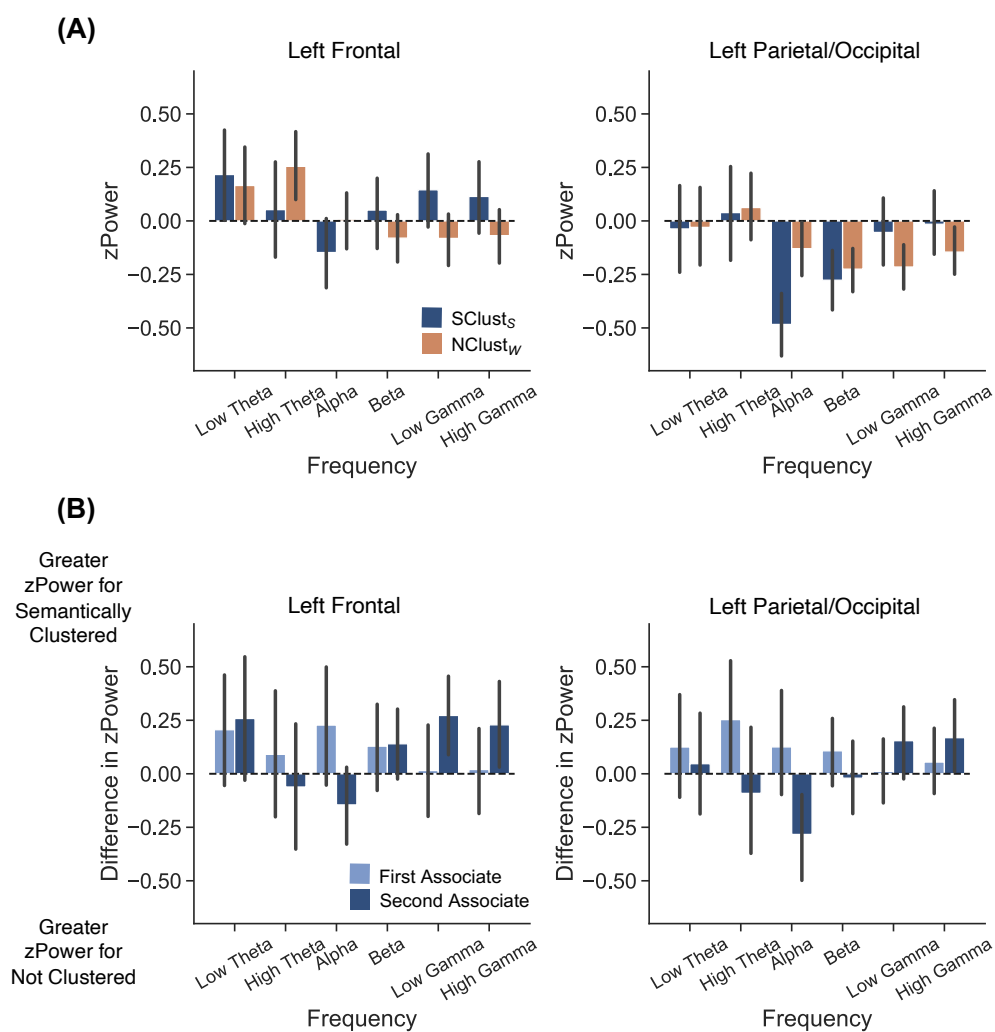 (A)
Left Frontal
Left Parietal/Occipital
zPower
0.50
0.25
0.00
−0.25
−0.50
SClustS
NClustW
Low Theta
High Theta
Alpha
Beta
Low Gamma
High Gamma
Frequency
zPower
0.50
0.25
0.00
−0.25
−0.50
Low Theta
High Theta
Alpha
Beta
Low Gamma
High Gamma
Frequency
(B)
Greater
zPower for
Semantically
Clustered
Left Frontal
Left Parietal/Occipital
Difference in zPower
0.50
0.25
0.00
−0.25
−0.50
First Associate
Second Associate
Low Theta
High Theta
Alpha
Beta
Low Gamma
High Gamma
Frequency
Difference in zPower
0.50
0.25
0.00
−0.25
−0.50
Low Theta
High Theta
Alpha
Beta
Low Gamma
High Gamma
Frequency
Greater
zPower for
Not Clustered